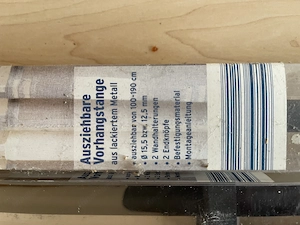 Ausziehbare
Vorhangstange
aus lackiertem Metall
• ausziehbar von 100-190 cm
• Ø 15,5 bzw. 12,5 mm
• 2 Wandhalterungen
• 2 Endknöpfe
• Befestigungsmaterial
• Montageanleitung